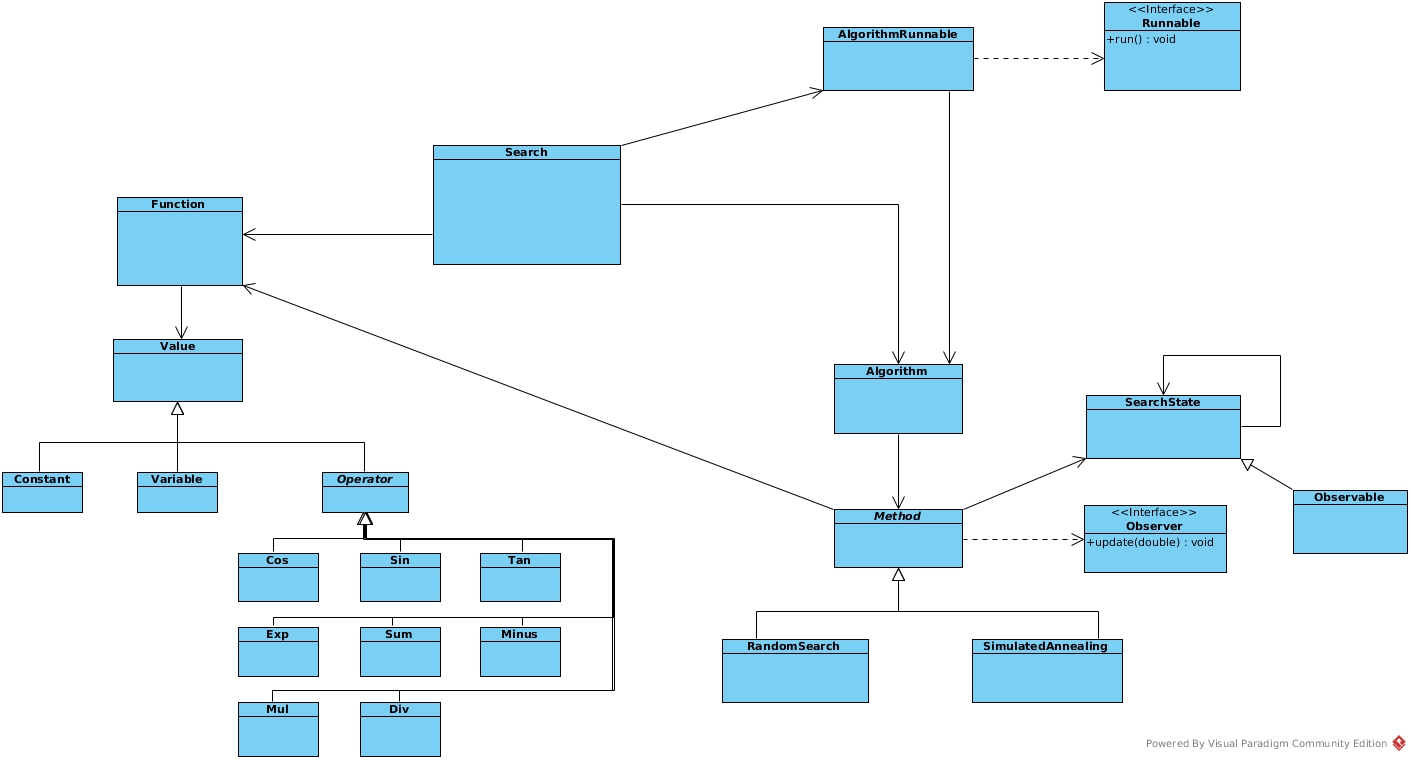 <<Interface>>
Runnable
+run() : void
AlgorithmRunnable
Search
Function
Value
Algorithm
SearchState
Constant
Variable
Operator
Observable
Method
<<Interface>>
Observer
+update(double) : void
Cos
Sin
Tan
Exp
Sum
Minus
RandomSearch
SimulatedAnnealing
Mul
Div
Powered By Visual Paradigm Community Edition